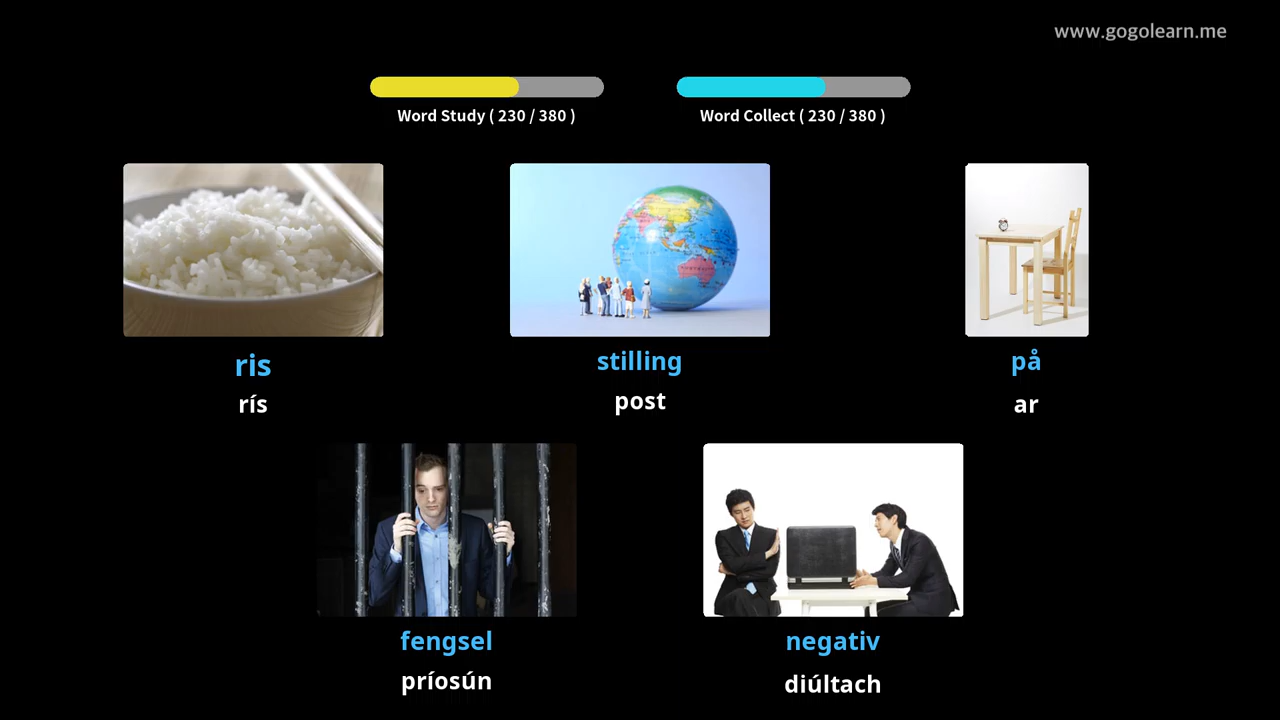 www.gogolearn.me
Word Study ( 230 / 380 )
Word Collect ( 230 / 380 )
ris
rís
stilling
post
på
ar
fengsel
príosún
negativ
diúltach